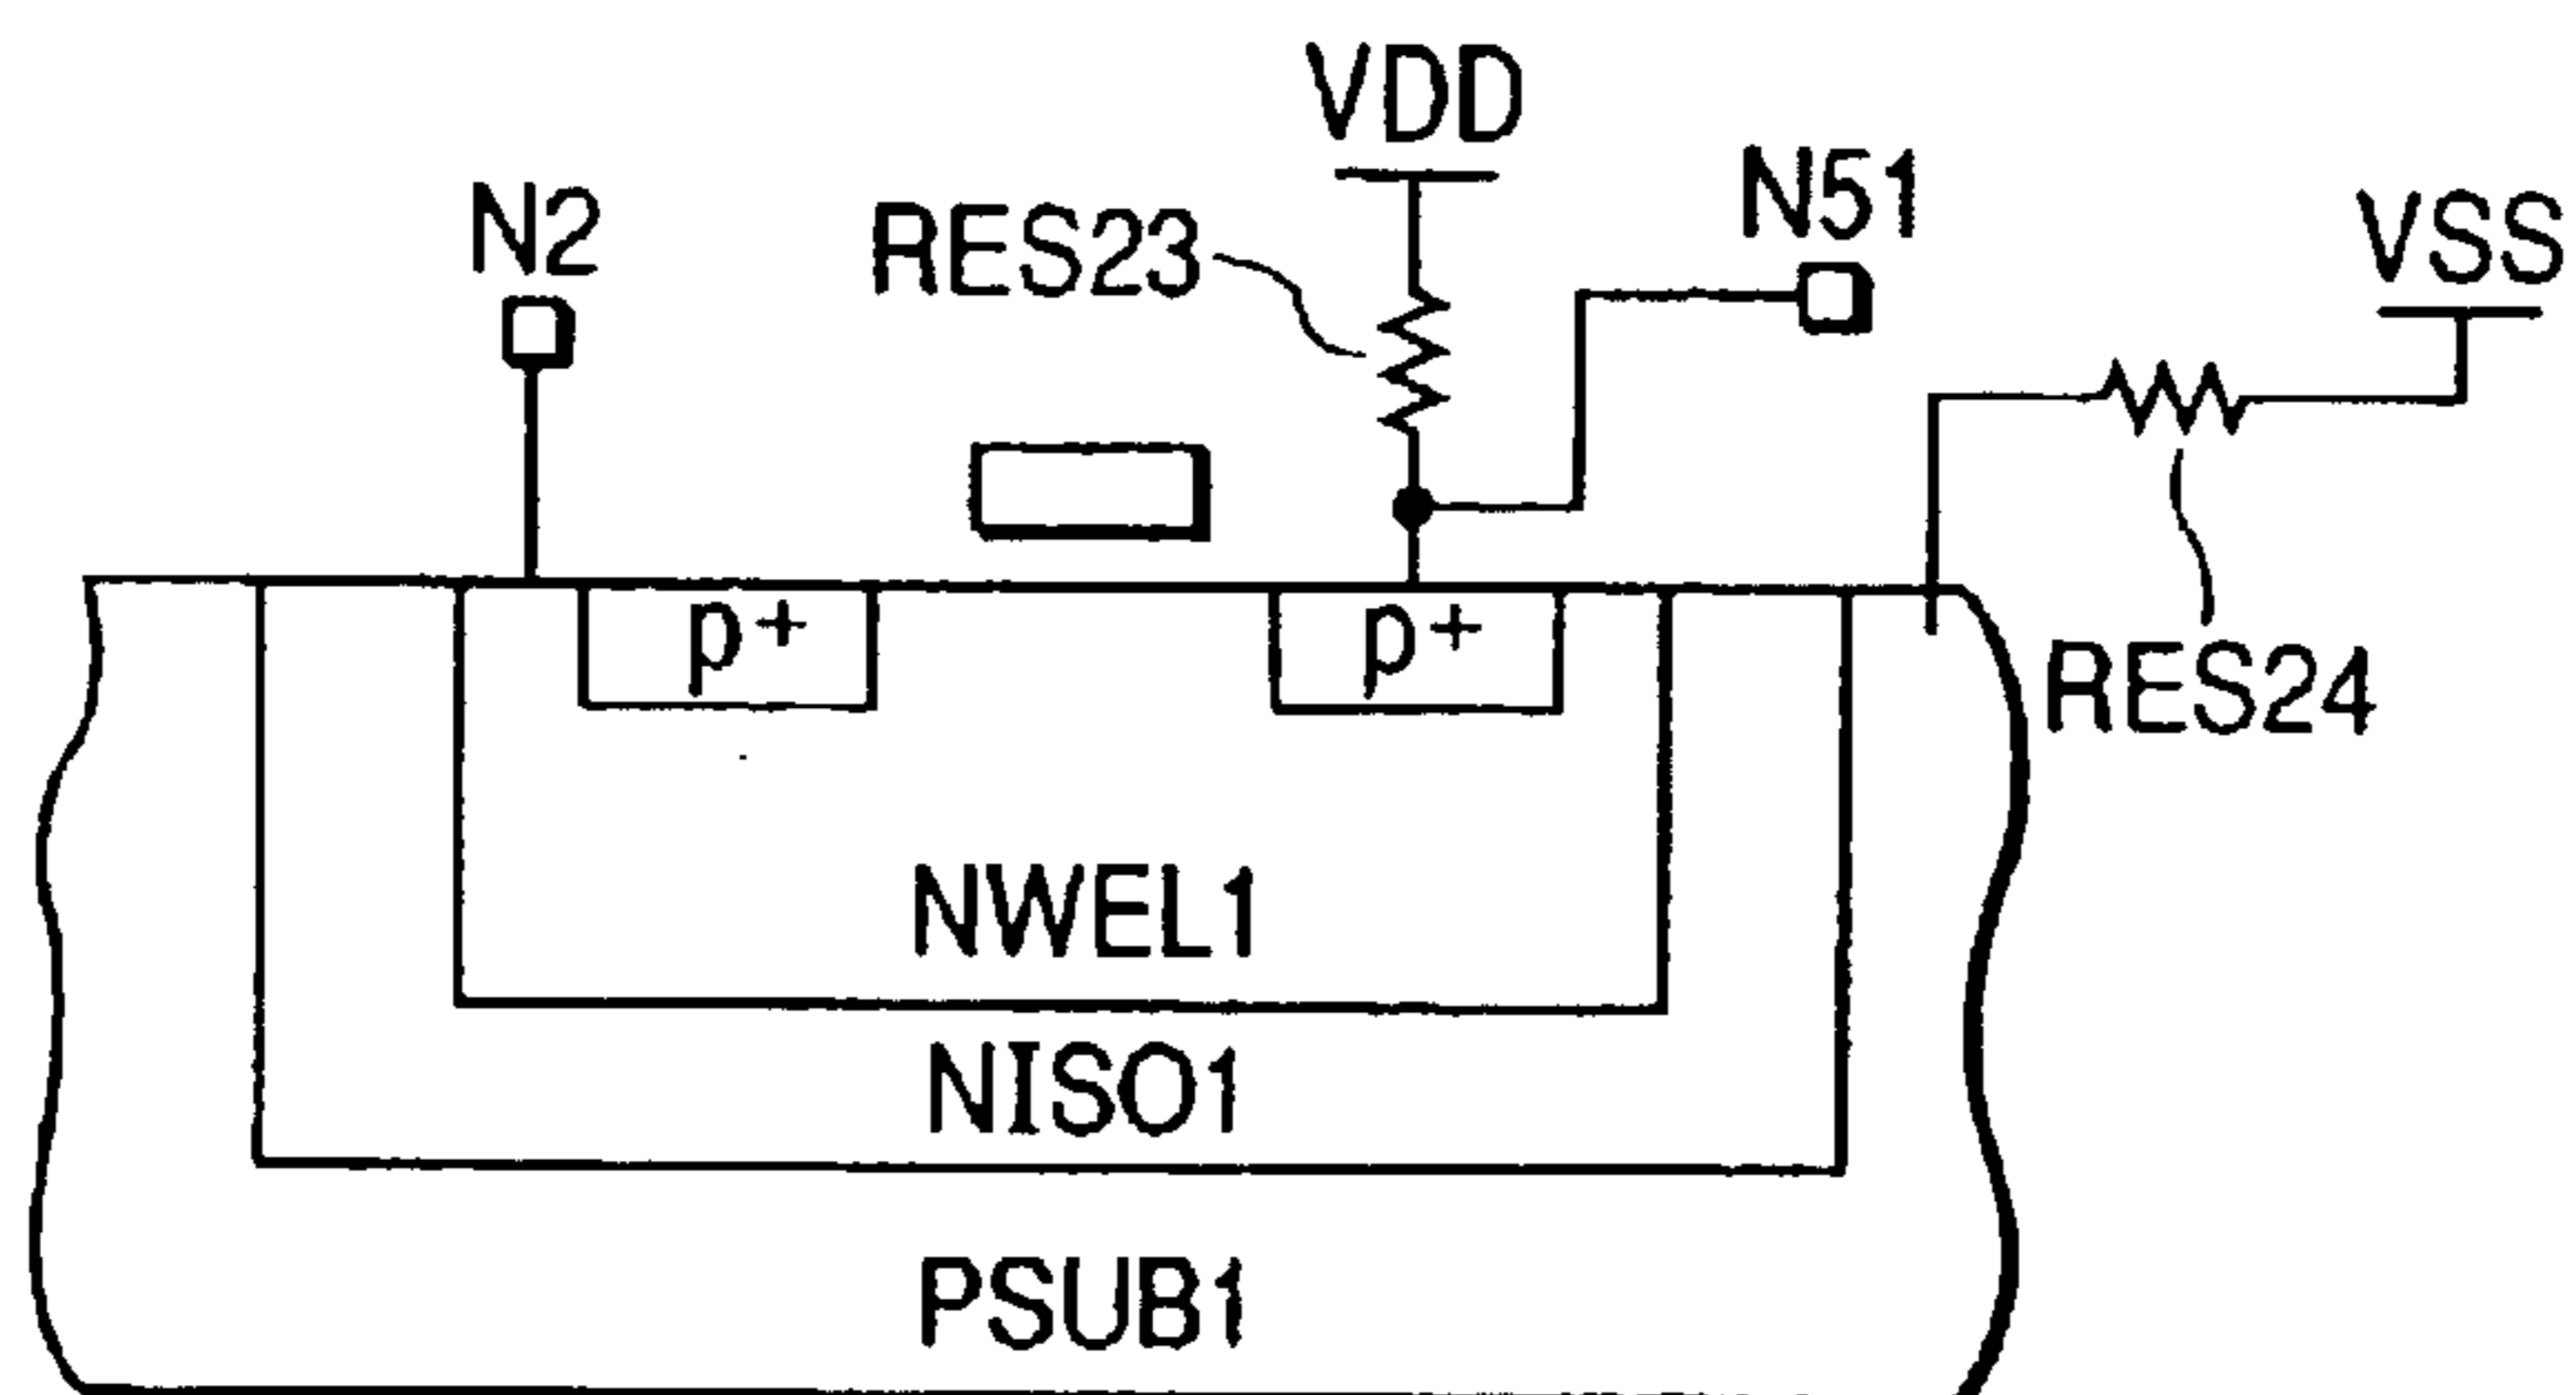 VDD
N51
N2
RES23
VSS
p+
p+
RES24
NWEL1
NISO1
PSUB1